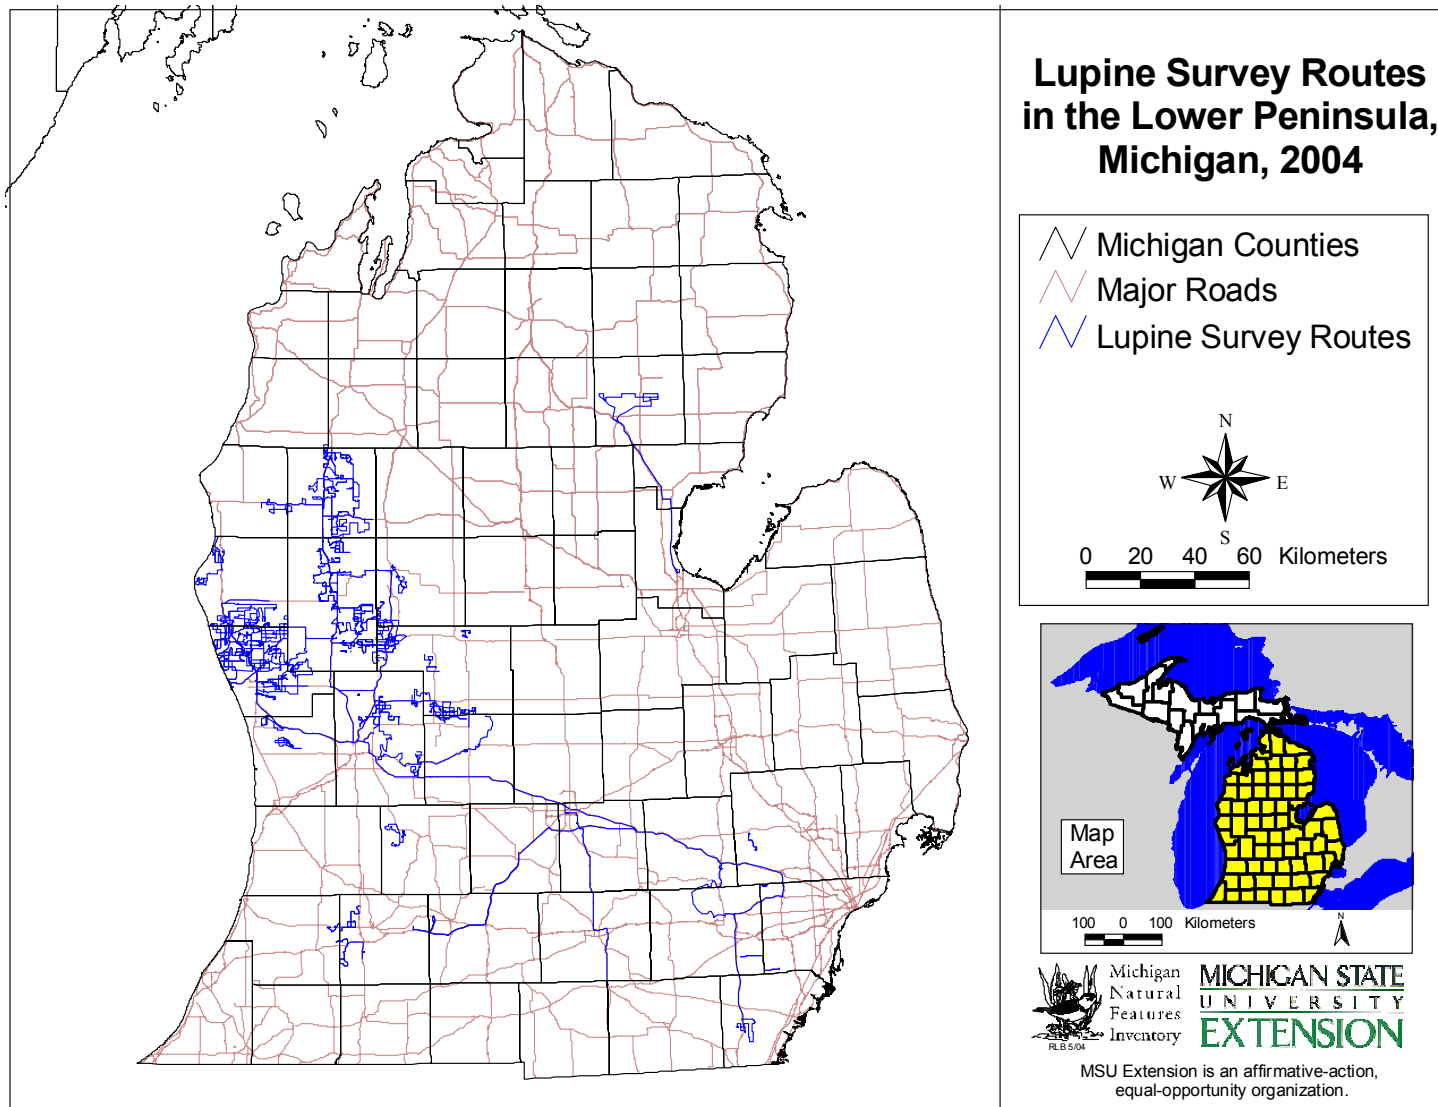 Lupine Survey Routes
in the Lower Peninsula,
Michigan, 2004
Michigan Counties
Major Roads
Lupine Survey Routes
N
W E
S
0 20 40 60 Kilometers
Map
Area
100 0 100 Kilometers
N
Michigan
Natural
Features
Inventory
RLB 5/04
MICHIGAN STATE
UNIVERSITY
EXTENSION
MSU Extension is an affirmative-action,
equal-opportunity organization.